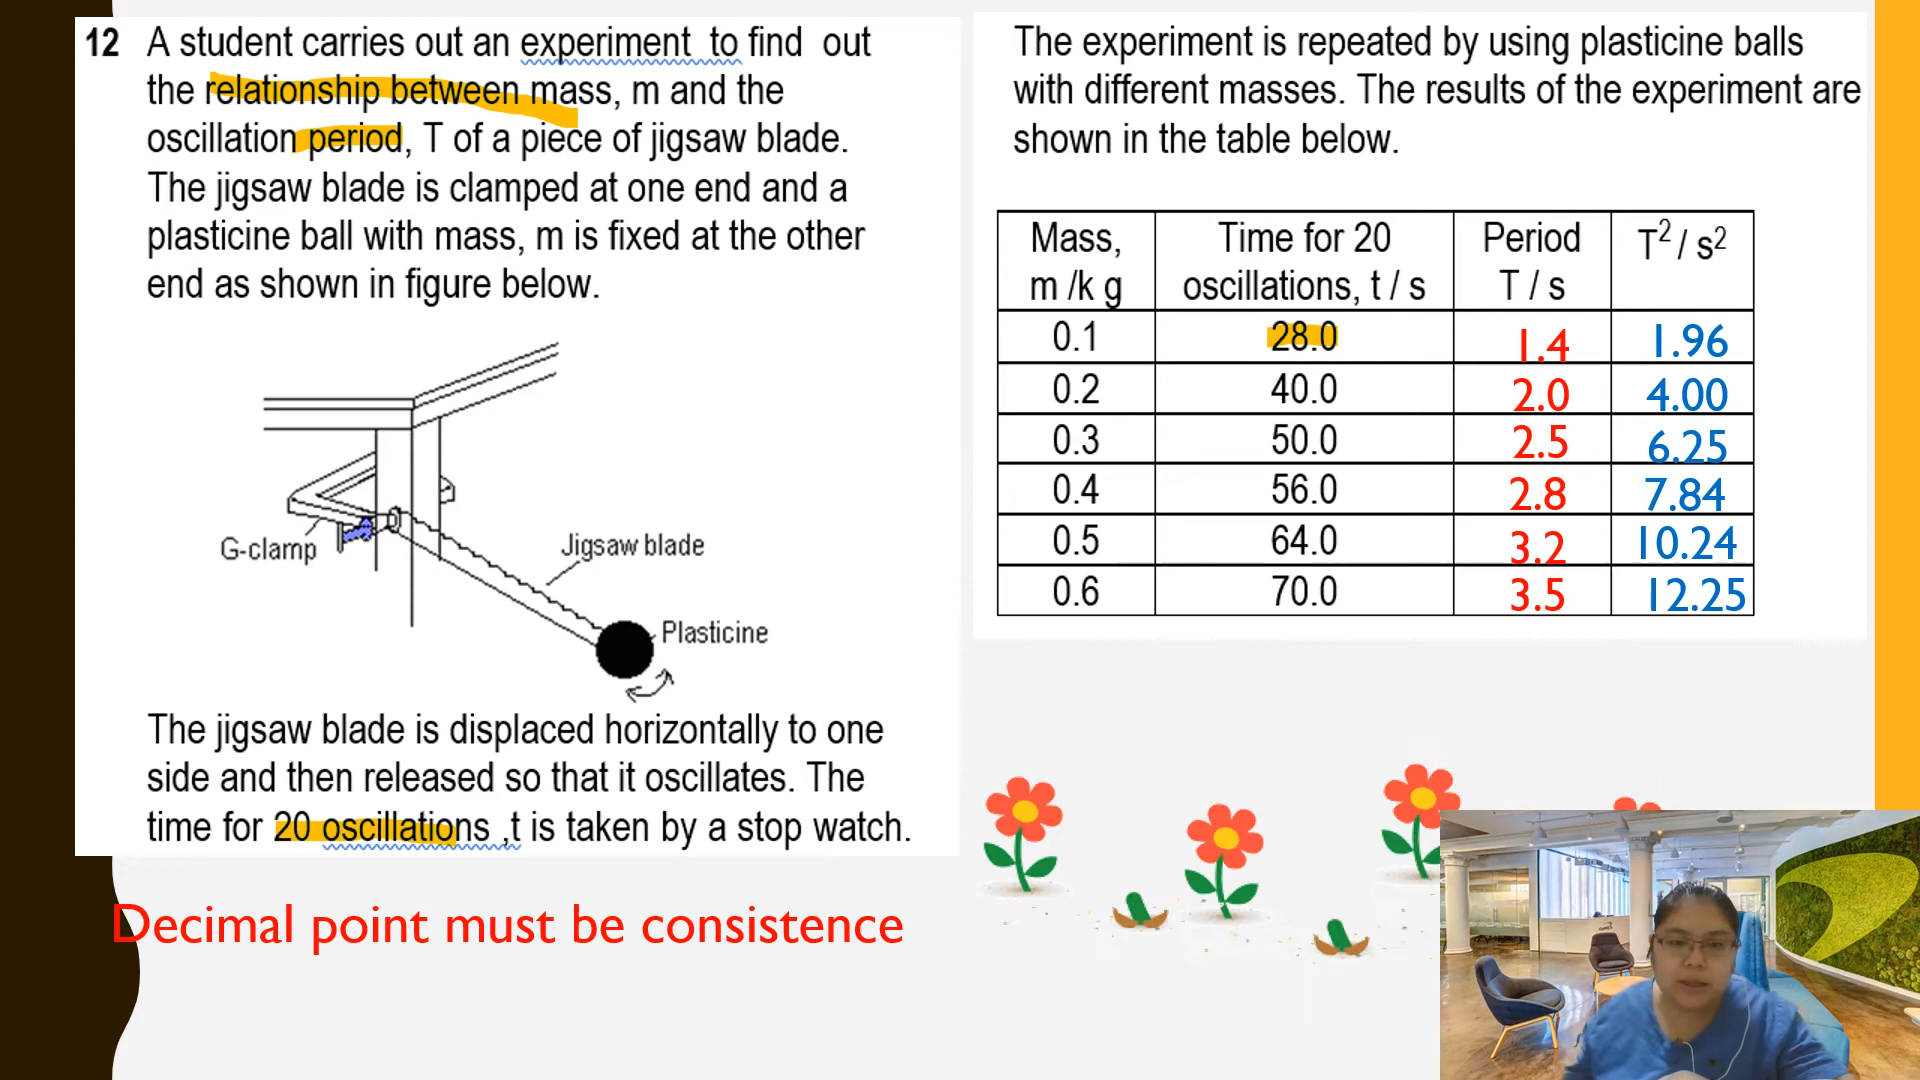 12 A student carries out an experiment to find out
the relationship between mass, m and the
oscillation period, T of a piece of jigsaw blade.
The jigsaw blade is clamped at one end and a
plasticine ball with mass, m is fixed at the other
end as shown in figure below.
G-clamp
Jigsaw blade
Plasticine
The jigsaw blade is displaced horizontally to one
side and then released so that it oscillates. The
time for 20 oscillations ,t is taken by a stop watch.
Decimal point must be consistence
The experiment is repeated by using plasticine balls
with different masses. The results of the experiment are
shown in the table below.
Mass, m /k g | Time for 20 oscillations, t / s | Period T / s | T² / s²
0.1 28.0 1.4 1.96
0.2 40.0 2.0 4.00
0.3 50.0 2.5 6.25
0.4 56.0 2.8 7.84
0.5 64.0 3.2 10.24
0.6 70.0 3.5 12.25